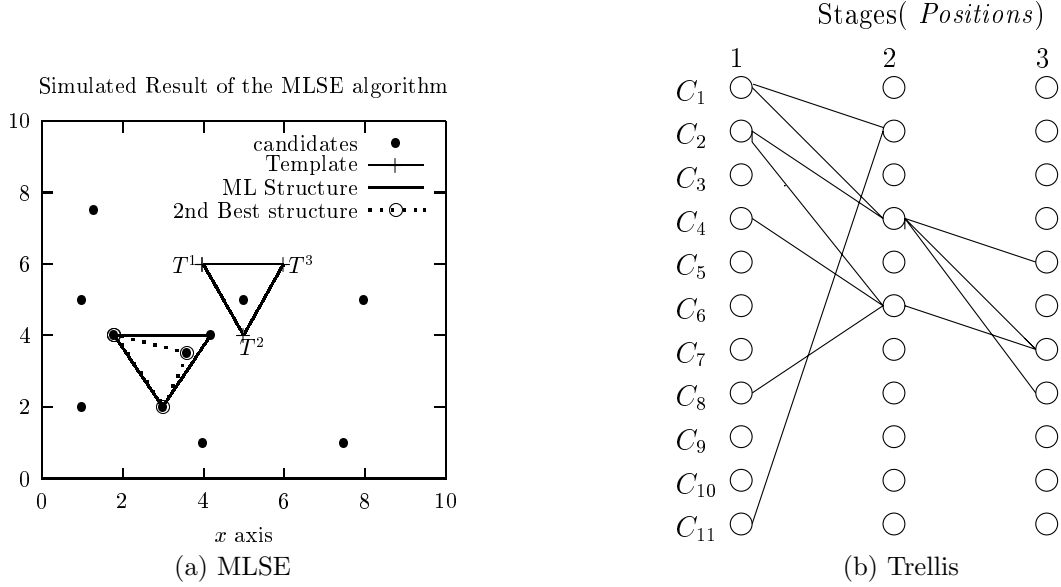 Simulated Result of the MLSE algorithm
10
8
6
4
2
0
0 2 4 6 8 10
x axis
candidates
Template
ML Structure
2nd Best structure
T¹
T³
T²
(a) MLSE
Stages( Positions)
1 2 3
C₁
C₂
C₃
C₄
C₅
C₆
C₇
C₈
C₉
C₁₀
C₁₁
(b) Trellis